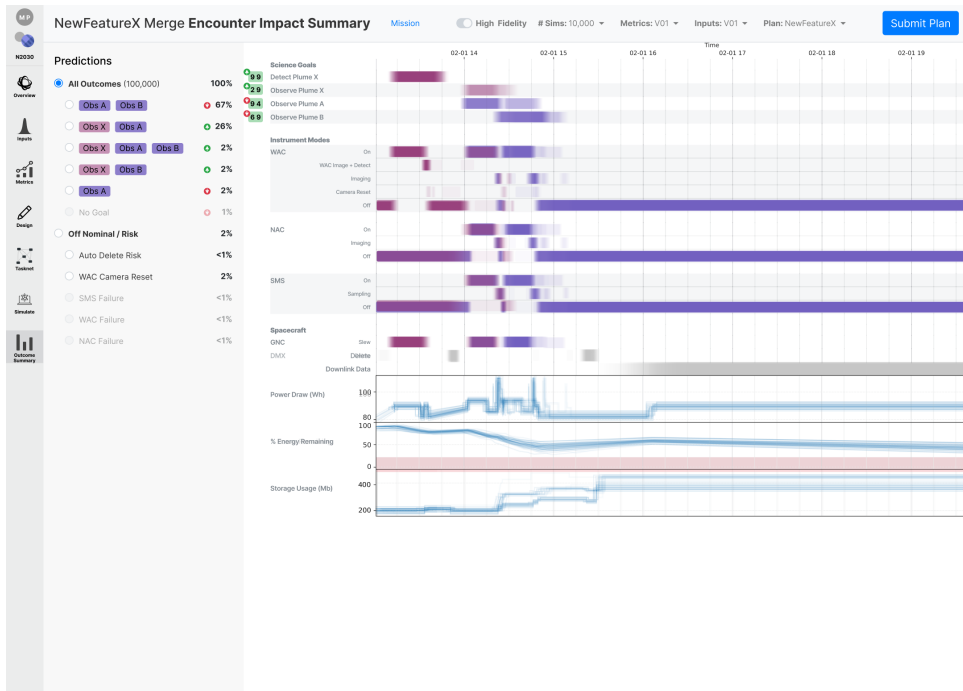 MP
N2030
Overview
Inputs
Metrics
Design
Tasknet
Simulate
Outcome
Summary
NewFeatureX Merge Encounter Impact Summary
Mission
High Fidelity
# Sims: 10,000
Metrics: V01
Inputs: V01
Plan: NewFeatureX
Submit Plan
Predictions
All Outcomes (100,000) 100%
Obs A Obs B 67%
Obs X Obs A 26%
Obs X Obs A Obs B 2%
Obs X Obs B 2%
Obs A 2%
No Goal 1%
Off Nominal / Risk 2%
Auto Delete Risk <1%
WAC Camera Reset 2%
SMS Failure <1%
WAC Failure <1%
NAC Failure <1%
Time
02-01 14 02-01 15 02-01 16 02-01 17 02-01 18 02-01 19
Science Goals
99 Detect Plume X
29 Observe Plume X
94 Observe Plume A
69 Observe Plume B
Instrument Modes
WAC On
WAC Image + Detect
Imaging
Camera Reset
Off
NAC On
Imaging
Off
SMS On
Sampling
Off
Spacecraft
GNC Slew
DMX Delete
Downlink Data
Power Draw (Wh) 100
80
% Energy Remaining 100
50
0
Storage Usage (Mb) 400
200